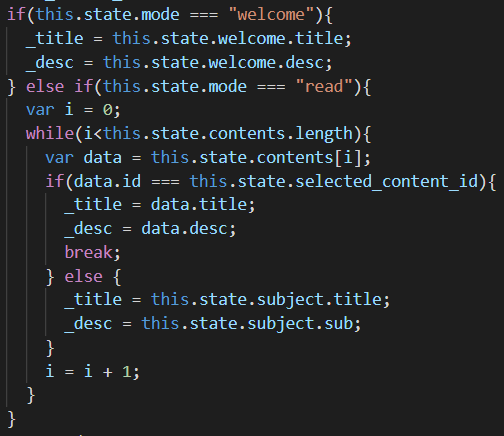 if(this.state.mode === "welcome"){
  _title = this.state.welcome.title;
  _desc = this.state.welcome.desc;
} else if(this.state.mode === "read"){
  var i = 0;
  while(i<this.state.contents.length){
    var data = this.state.contents[i];
    if(data.id === this.state.selected_content_id){
      _title = data.title;
      _desc = data.desc;
      break;
    } else {
      _title = this.state.subject.title;
      _desc = this.state.subject.sub;
    }
    i = i + 1;
  }
}